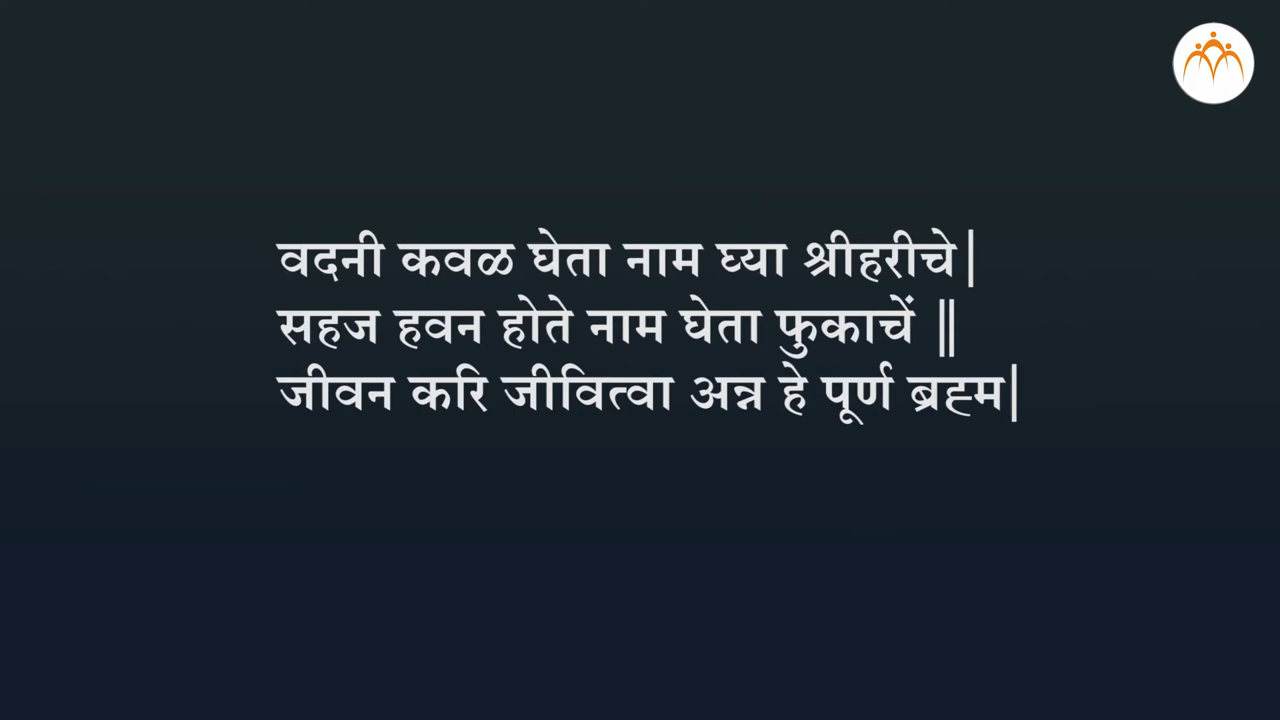 वदनी कवळ घेता नाम घ्या श्रीहरीचे|
सहज हवन होते नाम घेता फुकाचें ||
जीवन करि जीवित्वा अन्न हे पूर्ण ब्रह्म|